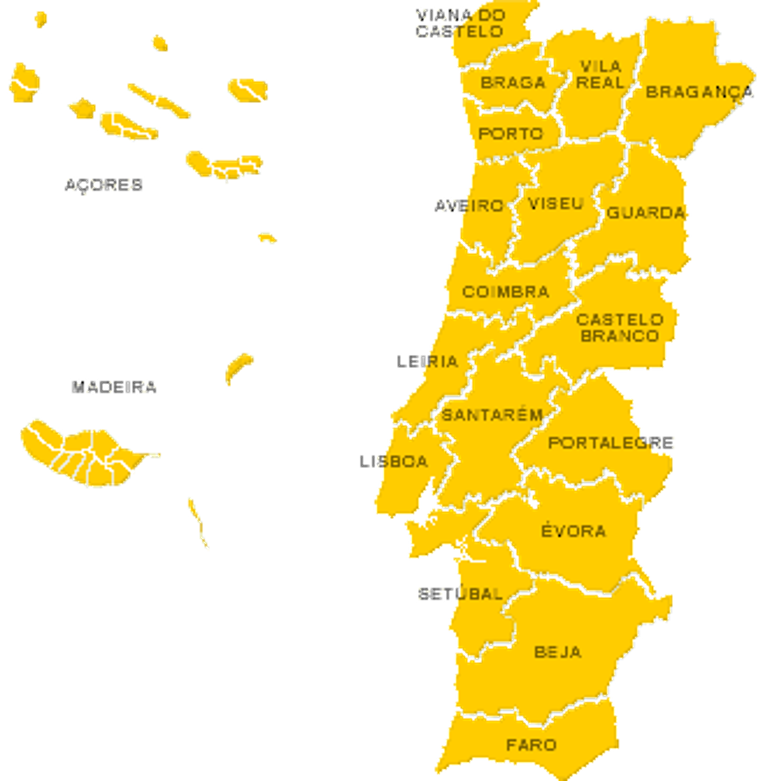 VIANA DO
CASTELO
BRAGA
VILA
REAL
BRAGANÇA
PORTO
AÇORES
AVEIRO
VISEU
GUARDA
COIMBRA
CASTELO
BRANCO
LEIRIA
MADEIRA
SANTARÉM
PORTALEGRE
LISBOA
ÉVORA
SETÚBAL
BEJA
FARO